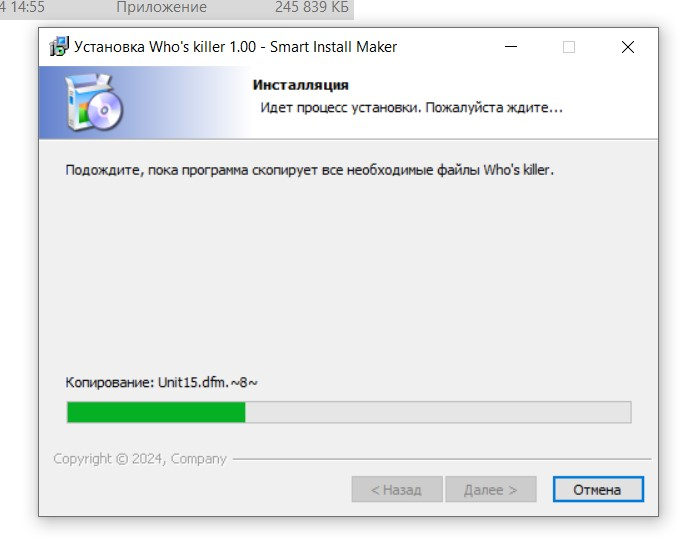 4 14:55 Приложение 245 839 КБ
Установка Who's killer 1.00 - Smart Install Maker
Инсталляция
Идет процесс установки. Пожалуйста ждите...
Подождите, пока программа скопирует все необходимые файлы Who's killer.
Копирование: Unit15.dfm.~8~
Copyright © 2024, Company
< Назад Далее > Отмена